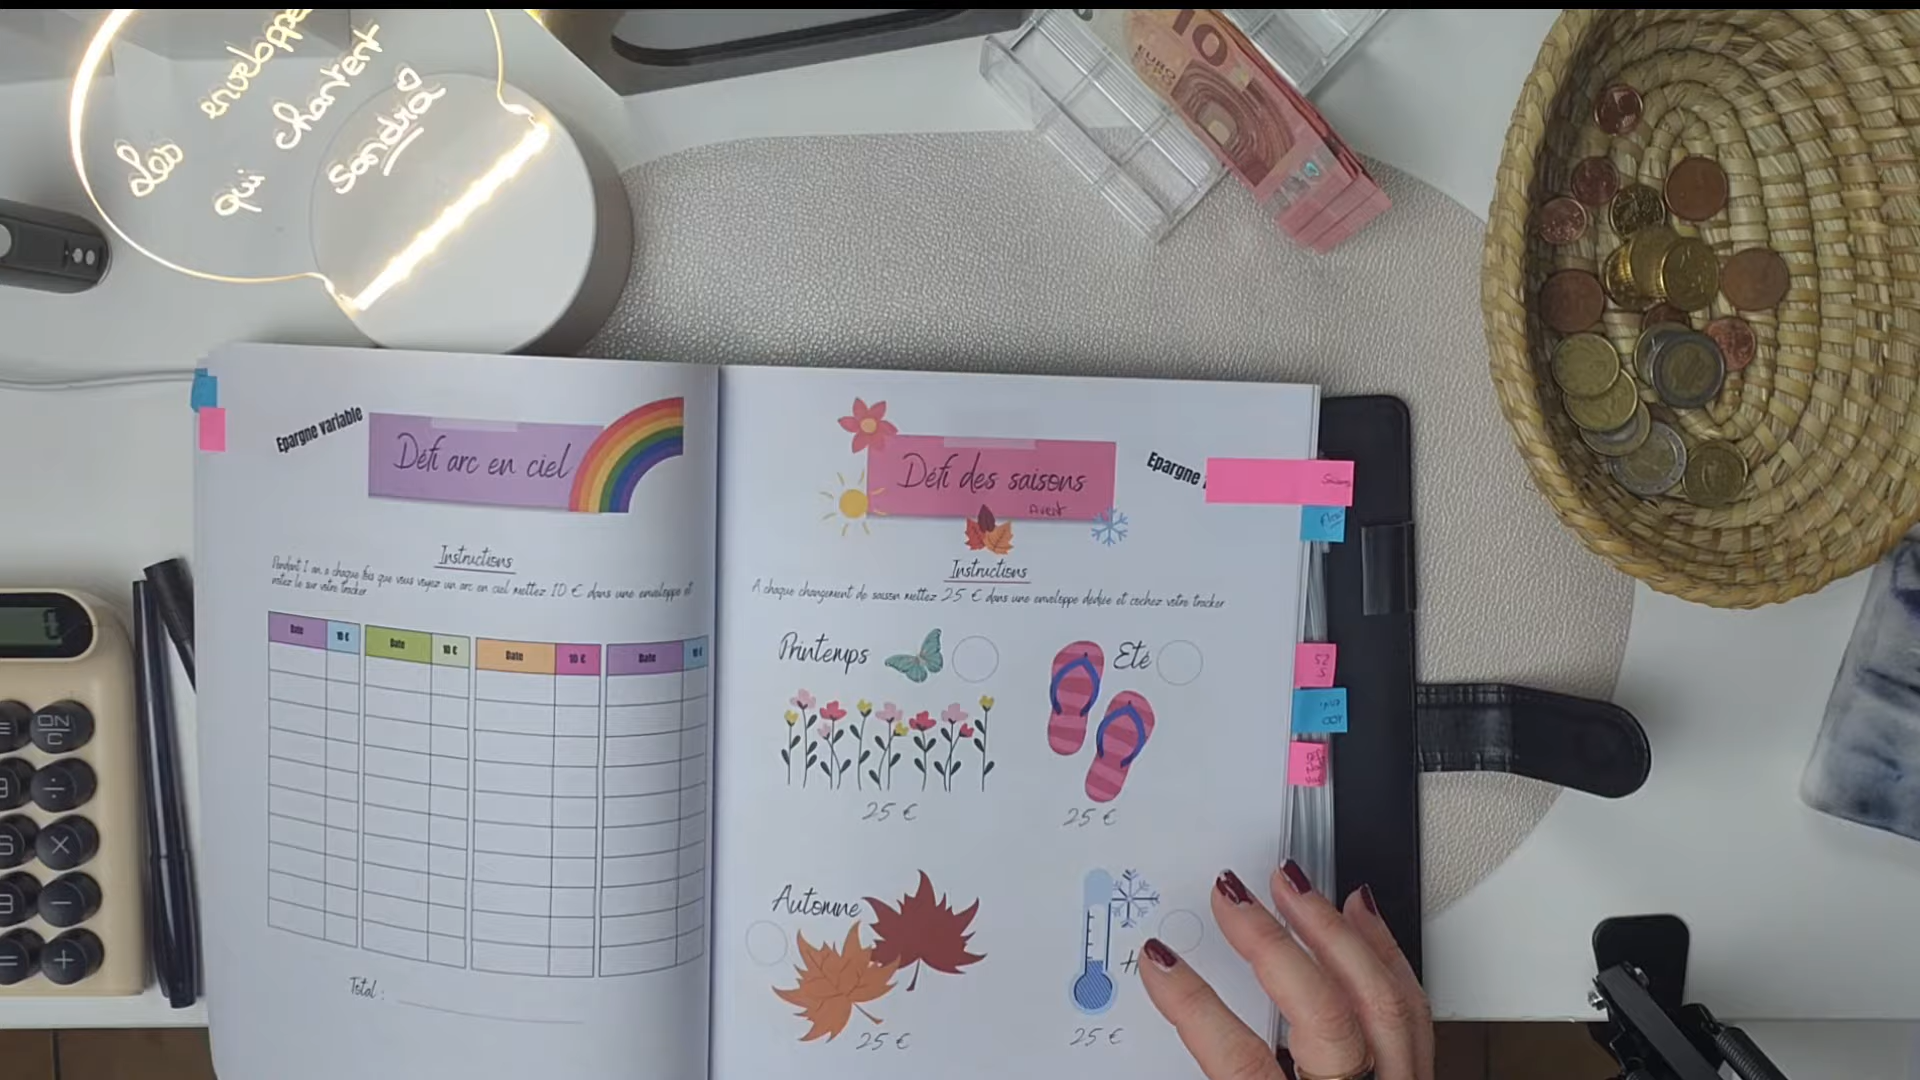 Les
enveloppe
qui
chantent
Sandra
10
EURO
Epargne variable
Défi arc en ciel
Instructions
Pendant 1 an a chaque fois que vous voyez un arc en ciel mettez 10 € dans une enveloppe et
notez le sur votre tracker
Date 10 € Date 10 € Date 10 € Date 10 €
Total :
Défi des saisons
Epargne
Instructions
A chaque changement de saison mettez 25 € dans une enveloppe dédiée et cochez votre tracker
Printemps
Eté
25 €
25 €
Automne
H
25 €
25 €
ON
C
÷
×
−
=
+